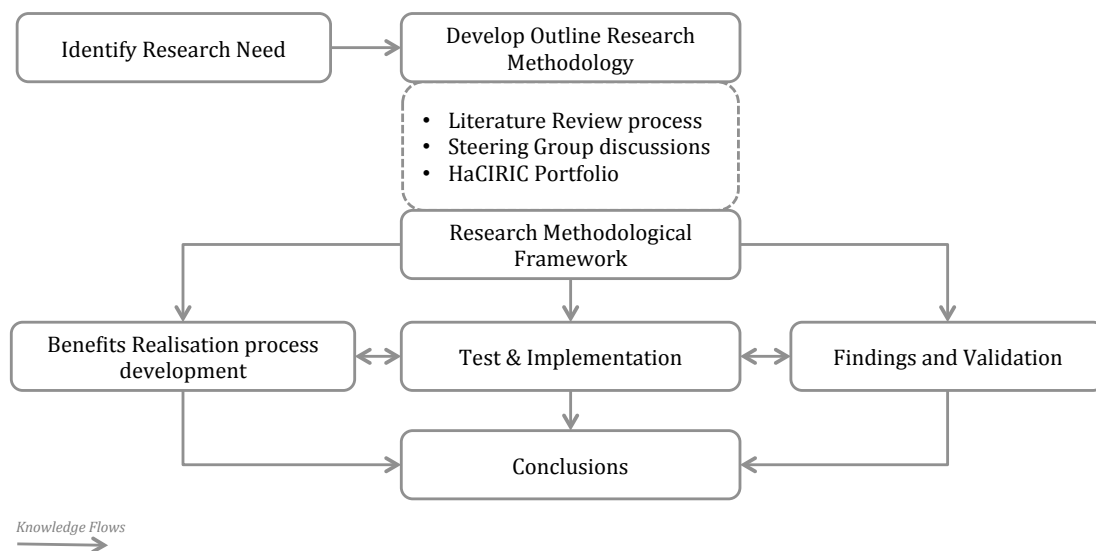 Identify Research Need
Develop Outline Research
Methodology
• Literature Review process
• Steering Group discussions
• HaCIRIC Portfolio
Research Methodological
Framework
Benefits Realisation process
development
Test & Implementation
Findings and Validation
Conclusions
Knowledge Flows